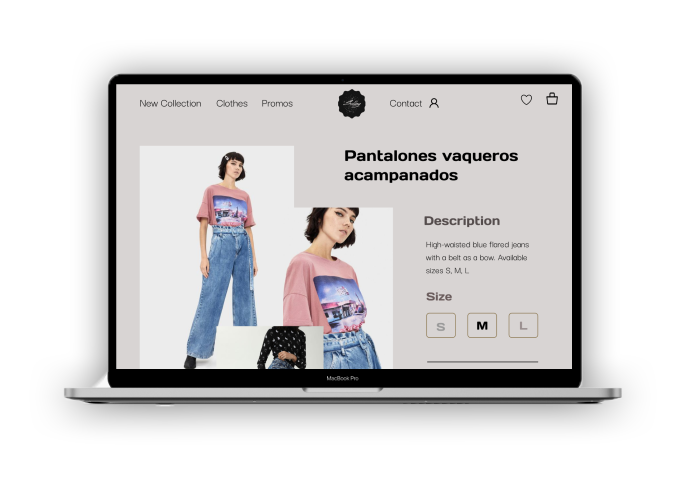 New Collection
Clothes
Promos
Contact
Pantalones vaqueros
acampanados
Description
High-waisted blue flared jeans
with a belt as a bow. Available
sizes S, M, L
Size
S
M
L
MacBook Pro